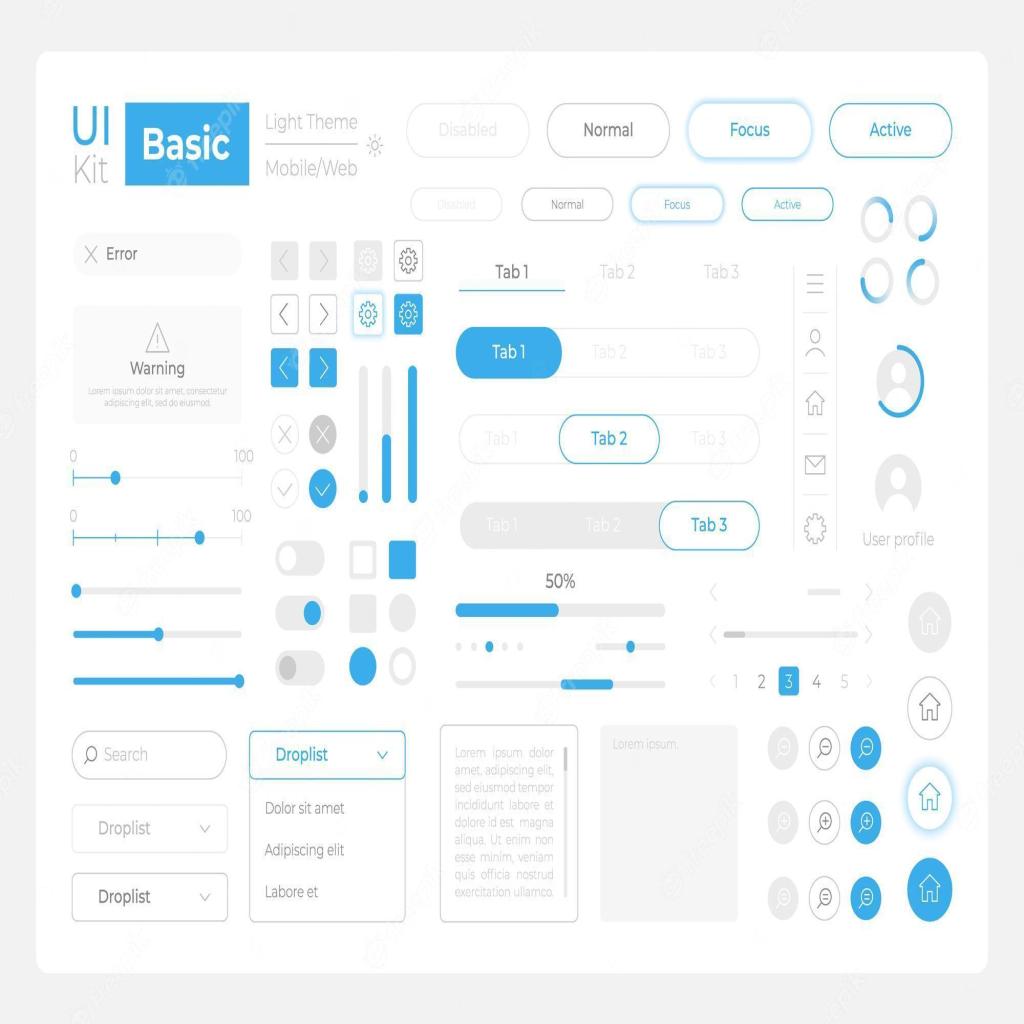 UI
Kit
Basic
Light Theme
Mobile/Web
Disabled
Normal
Focus
Active
Disabled
Normal
Focus
Active
Error
Warning
Lorem ipsum dolor sit amet, consectetur
adipiscing elit, sed do eiusmod.
Tab 1
Tab 2
Tab 3
Tab 1
Tab 2
Tab 3
Tab 1
Tab 2
Tab 3
Tab 1
Tab 2
Tab 3
0
100
0
100
User profile
50%
1
2
3
4
5
Search
Droplist
Droplist
Droplist
Dolor sit amet
Adipiscing elit
Labore et
Lorem ipsum dolor
amet, adipiscing elit,
sed eiusmod tempor
incididunt labore et
dolore id est magna
aliqua. Ut enim non
esse minim, veniam
quis officia nostrud
exercitation ullamco.
Lorem ipsum.